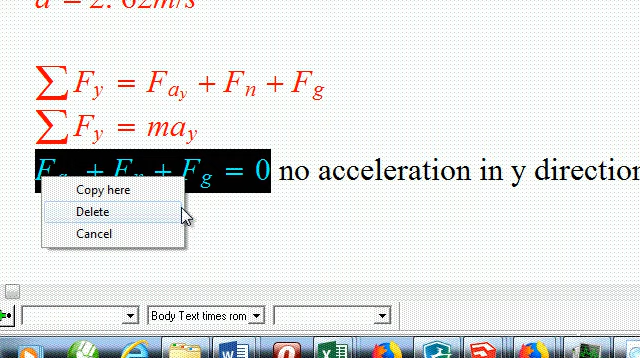 ∑F_y = F_{a_y} + F_n + F_g
∑F_y = ma_y
+ F_n + F_g = 0 no acceleration in y direction
Copy here
Delete
Cancel
Body Text times rom